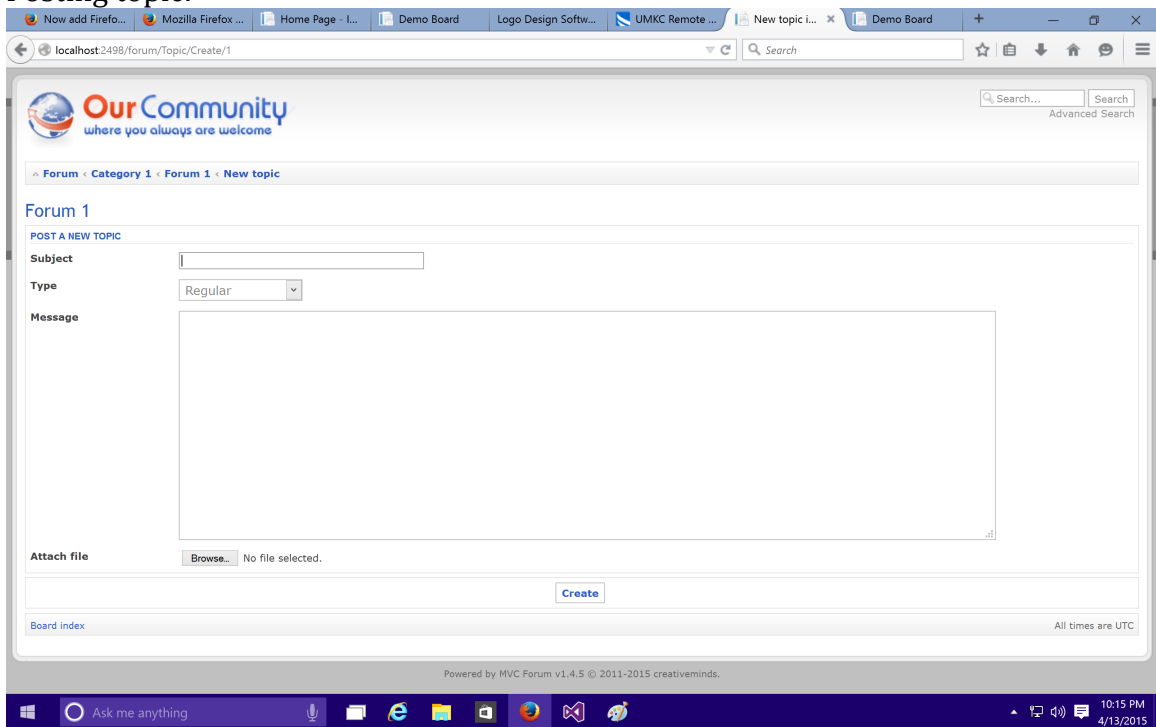 Posting topic.
Now add Firefo... Mozilla Firefox ... Home Page - I... Demo Board Logo Design Softw... UMKC Remote ... New topic i... × Demo Board +
localhost:2498/forum/Topic/Create/1 Search
Our Community
where you always are welcome
Search... Search
Advanced Search
Forum ‹ Category 1 ‹ Forum 1 ‹ New topic
Forum 1
POST A NEW TOPIC
Subject
Type Regular
Message
Attach file Browse... No file selected.
Create
Board index All times are UTC
Powered by MVC Forum v1.4.5 © 2011-2015 creativeminds.
Ask me anything
10:15 PM
4/13/2015